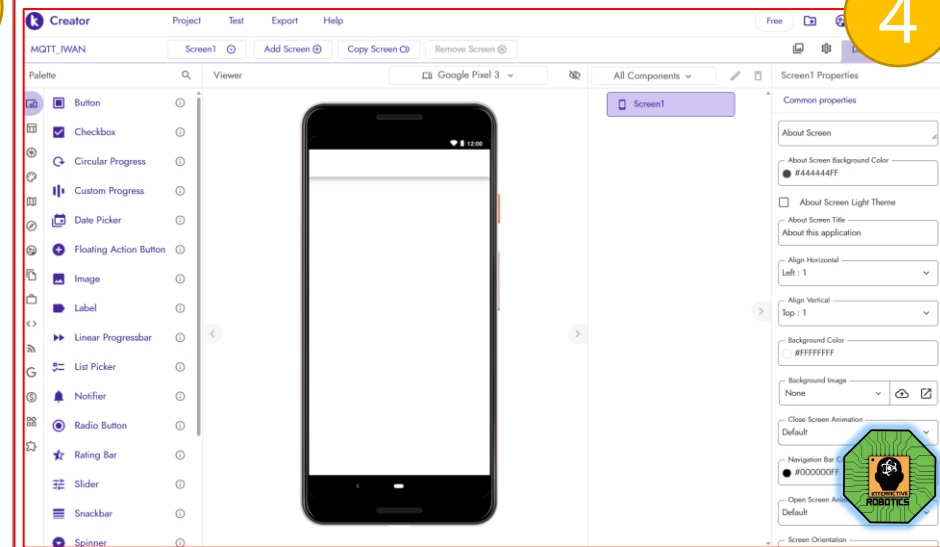 4
k Creator Project Test Export Help Free
MQTT_IWAN Screen1 Add Screen Copy Screen Remove Screen
Palette Viewer Google Pixel 3 All Components Screen1 Properties
Button
Checkbox
Circular Progress
Custom Progress
Date Picker
Floating Action Button
Image
Label
Linear Progressbar
List Picker
Notifier
Radio Button
Rating Bar
Slider
Snackbar
Spinner
12:00
Screen1
Common properties
About Screen
About Screen Background Color
#444444FF
About Screen Light Theme
About Screen Title
About this application
Align Horizontal
Left : 1
Align Vertical
Top : 1
Background Color
#FFFFFFFF
Background Image
None
Close Screen Animation
Default
Navigation Bar
#000000FF
Open Screen
Default
Screen Orientation
INTERACTIVE
ROBOTICS